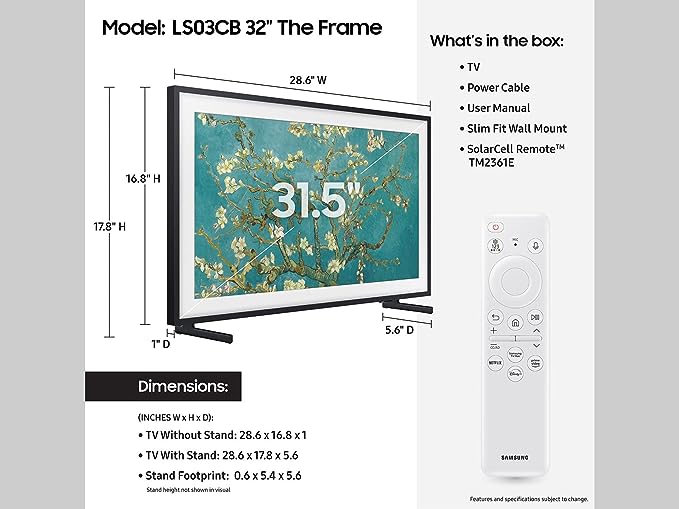 Model: LS03CB 32" The Frame
28.6" W
16.8" H
17.8" H
31.5"
1" D
5.6" D
Dimensions:
(INCHES W x H x D):
• TV Without Stand: 28.6 x 16.8 x 1
• TV With Stand: 28.6 x 17.8 x 5.6
• Stand Footprint: 0.6 x 5.4 x 5.6
Stand height not shown in visual
What's in the box:
• TV
• Power Cable
• User Manual
• Slim Fit Wall Mount
• SolarCell Remote™
TM2361E
MIC
123
NETFLIX
Disney+
SAMSUNG
Features and specifications subject to change.